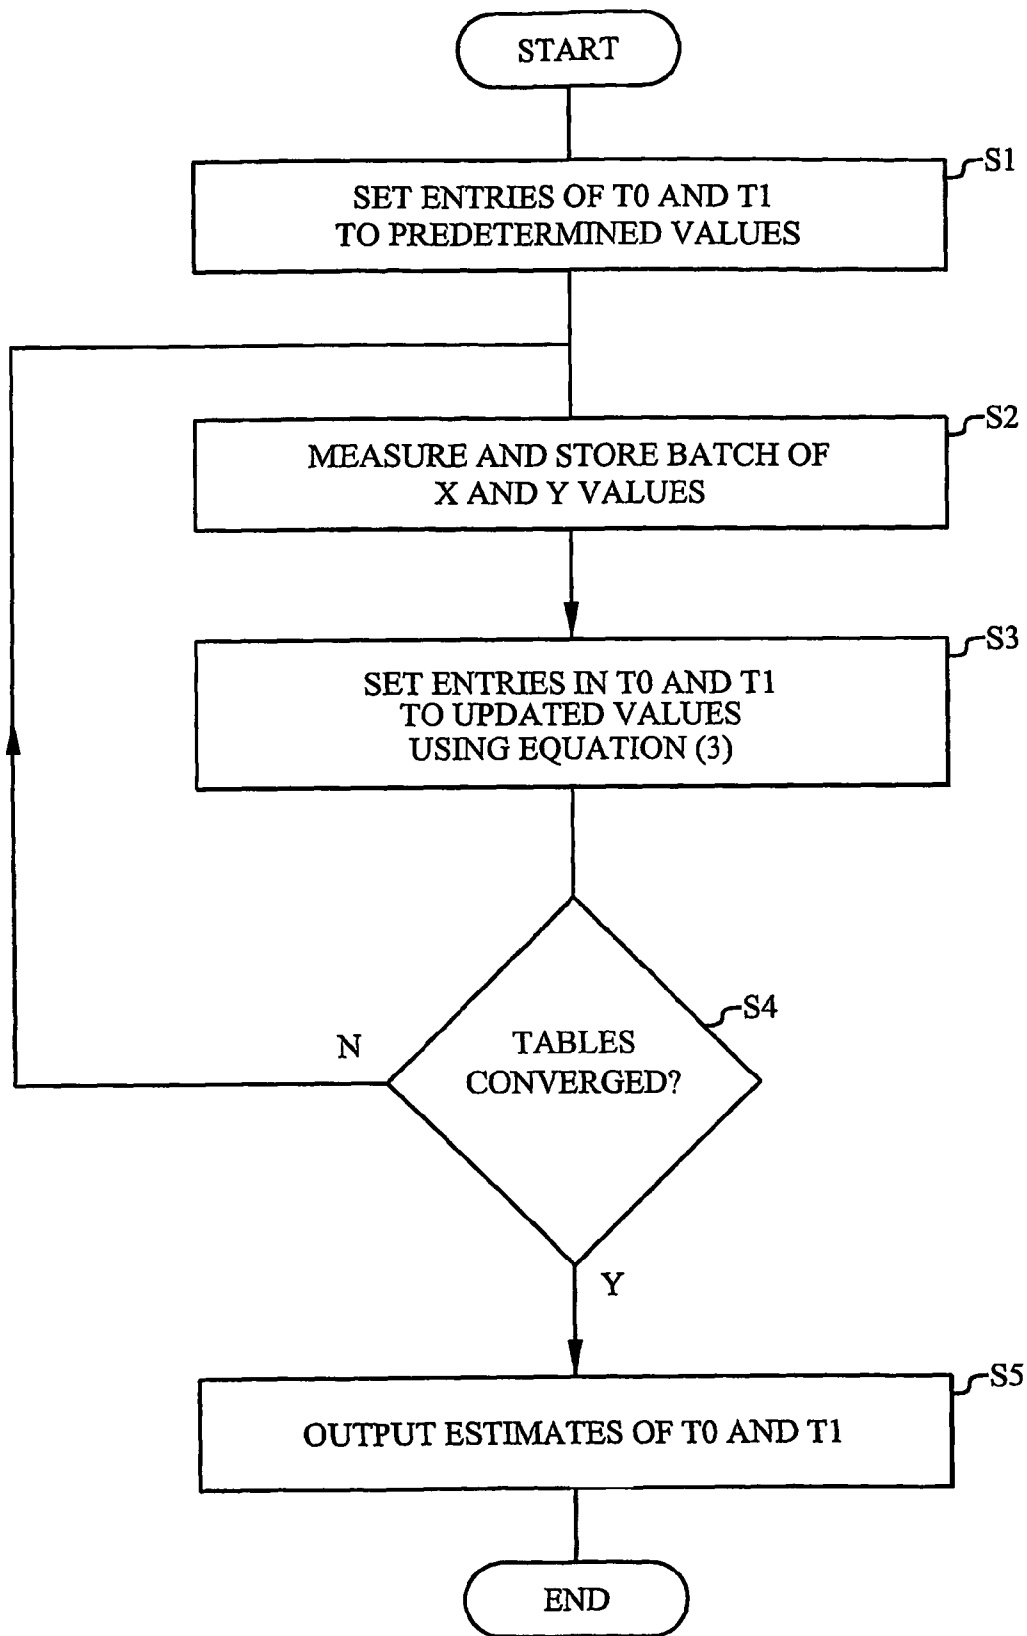 START
S1
SET ENTRIES OF T0 AND T1
TO PREDETERMINED VALUES
S2
MEASURE AND STORE BATCH OF
X AND Y VALUES
S3
SET ENTRIES IN T0 AND T1
TO UPDATED VALUES
USING EQUATION (3)
S4
N
TABLES
CONVERGED?
Y
S5
OUTPUT ESTIMATES OF T0 AND T1
END